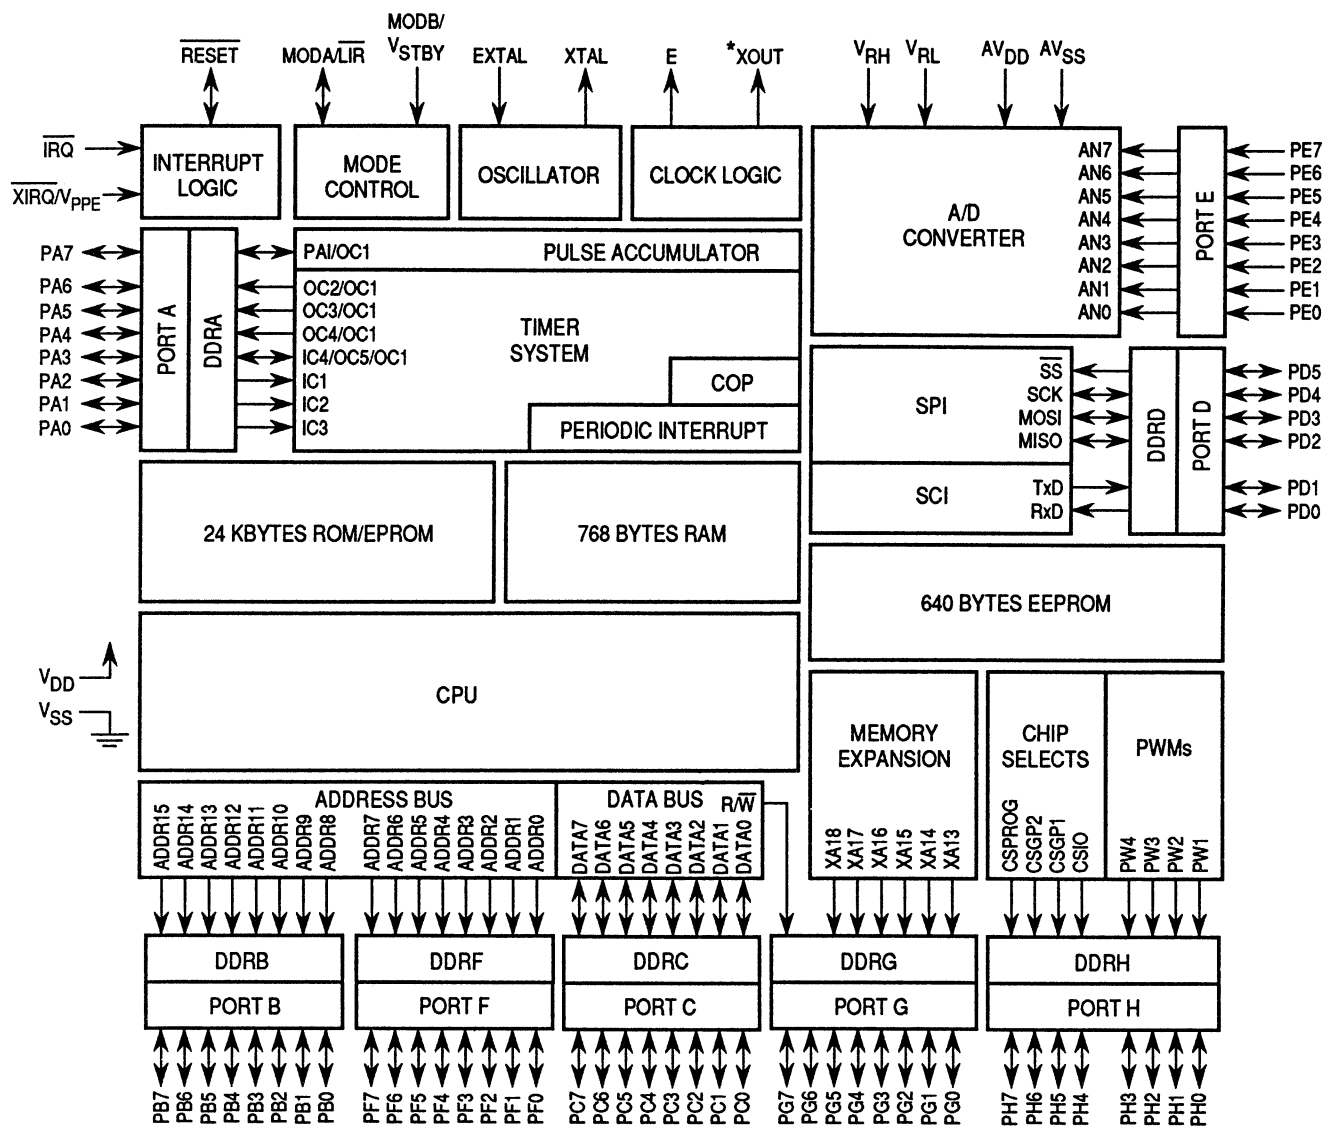 RESET
MODA/LIR
MODB/
VSTBY
EXTAL
XTAL
E
*XOUT
VRH
VRL
AVDD
AVSS
IRQ
XIRQ/VPPE
INTERRUPT
LOGIC
MODE
CONTROL
OSCILLATOR
CLOCK LOGIC
A/D
CONVERTER
AN7
AN6
AN5
AN4
AN3
AN2
AN1
AN0
PORT E
PE7
PE6
PE5
PE4
PE3
PE2
PE1
PE0
PA7
PA6
PA5
PA4
PA3
PA2
PA1
PA0
PORT A
DDRA
PAI/OC1
PULSE ACCUMULATOR
OC2/OC1
OC3/OC1
OC4/OC1
IC4/OC5/OC1
IC1
IC2
IC3
TIMER
SYSTEM
COP
PERIODIC INTERRUPT
SPI
SS
SCK
MOSI
MISO
SCI
TxD
RxD
DDRD
PORT D
PD5
PD4
PD3
PD2
PD1
PD0
24 KBYTES ROM/EPROM
768 BYTES RAM
640 BYTES EEPROM
VDD
VSS
CPU
MEMORY
EXPANSION
CHIP
SELECTS
PWMs
ADDRESS BUS
DATA BUS
R/W
ADDR15
ADDR14
ADDR13
ADDR12
ADDR11
ADDR10
ADDR9
ADDR8
ADDR7
ADDR6
ADDR5
ADDR4
ADDR3
ADDR2
ADDR1
ADDR0
DATA7
DATA6
DATA5
DATA4
DATA3
DATA2
DATA1
DATA0
XA18
XA17
XA16
XA15
XA14
XA13
CSPROG
CSGP2
CSGP1
CSIO
PW4
PW3
PW2
PW1
DDRB
PORT B
DDRF
PORT F
DDRC
PORT C
DDRG
PORT G
DDRH
PORT H
PB7
PB6
PB5
PB4
PB3
PB2
PB1
PB0
PF7
PF6
PF5
PF4
PF3
PF2
PF1
PF0
PC7
PC6
PC5
PC4
PC3
PC2
PC1
PC0
PG7
PG6
PG5
PG4
PG3
PG2
PG1
PG0
PH7
PH6
PH5
PH4
PH3
PH2
PH1
PH0